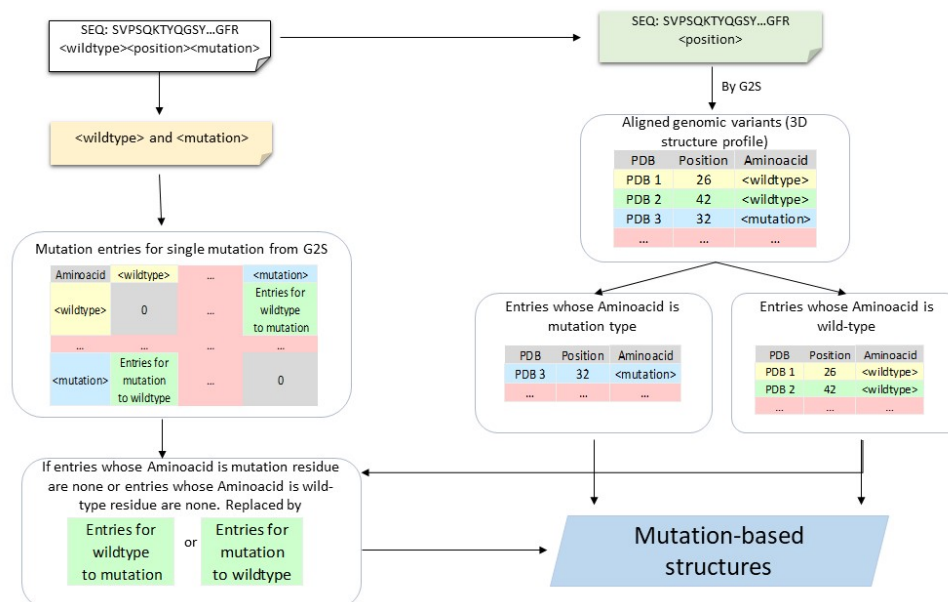 SEQ: SVPSQKTYQGSY...GFR
<wildtype><position><mutation>
SEQ: SVPSQKTYQGSY...GFR
<position>
By G2S
<wildtype> and <mutation>
Aligned genomic variants (3D
structure profile)
PDB Position Aminoacid
PDB 1 26 <wildtype>
PDB 2 42 <wildtype>
PDB 3 32 <mutation>
... ... ...
Mutation entries for single mutation from G2S
Aminoacid <wildtype> ... <mutation>
<wildtype> 0 ... Entries for
wildtype
to mutation
... ... ... ...
<mutation> Entries for
mutation
to wildtype ... 0
Entries whose Aminoacid is
mutation type
PDB Position Aminoacid
PDB 3 32 <mutation>
... ... ...
Entries whose Aminoacid is
wild-type
PDB Position Aminoacid
PDB 1 26 <wildtype>
PDB 2 42 <wildtype>
... ... ...
If entries whose Aminoacid is mutation residue
are none or entries whose Aminoacid is wild-
type residue are none. Replaced by
Entries for
wildtype
to mutation
or
Entries for
mutation
to wildtype
Mutation-based
structures